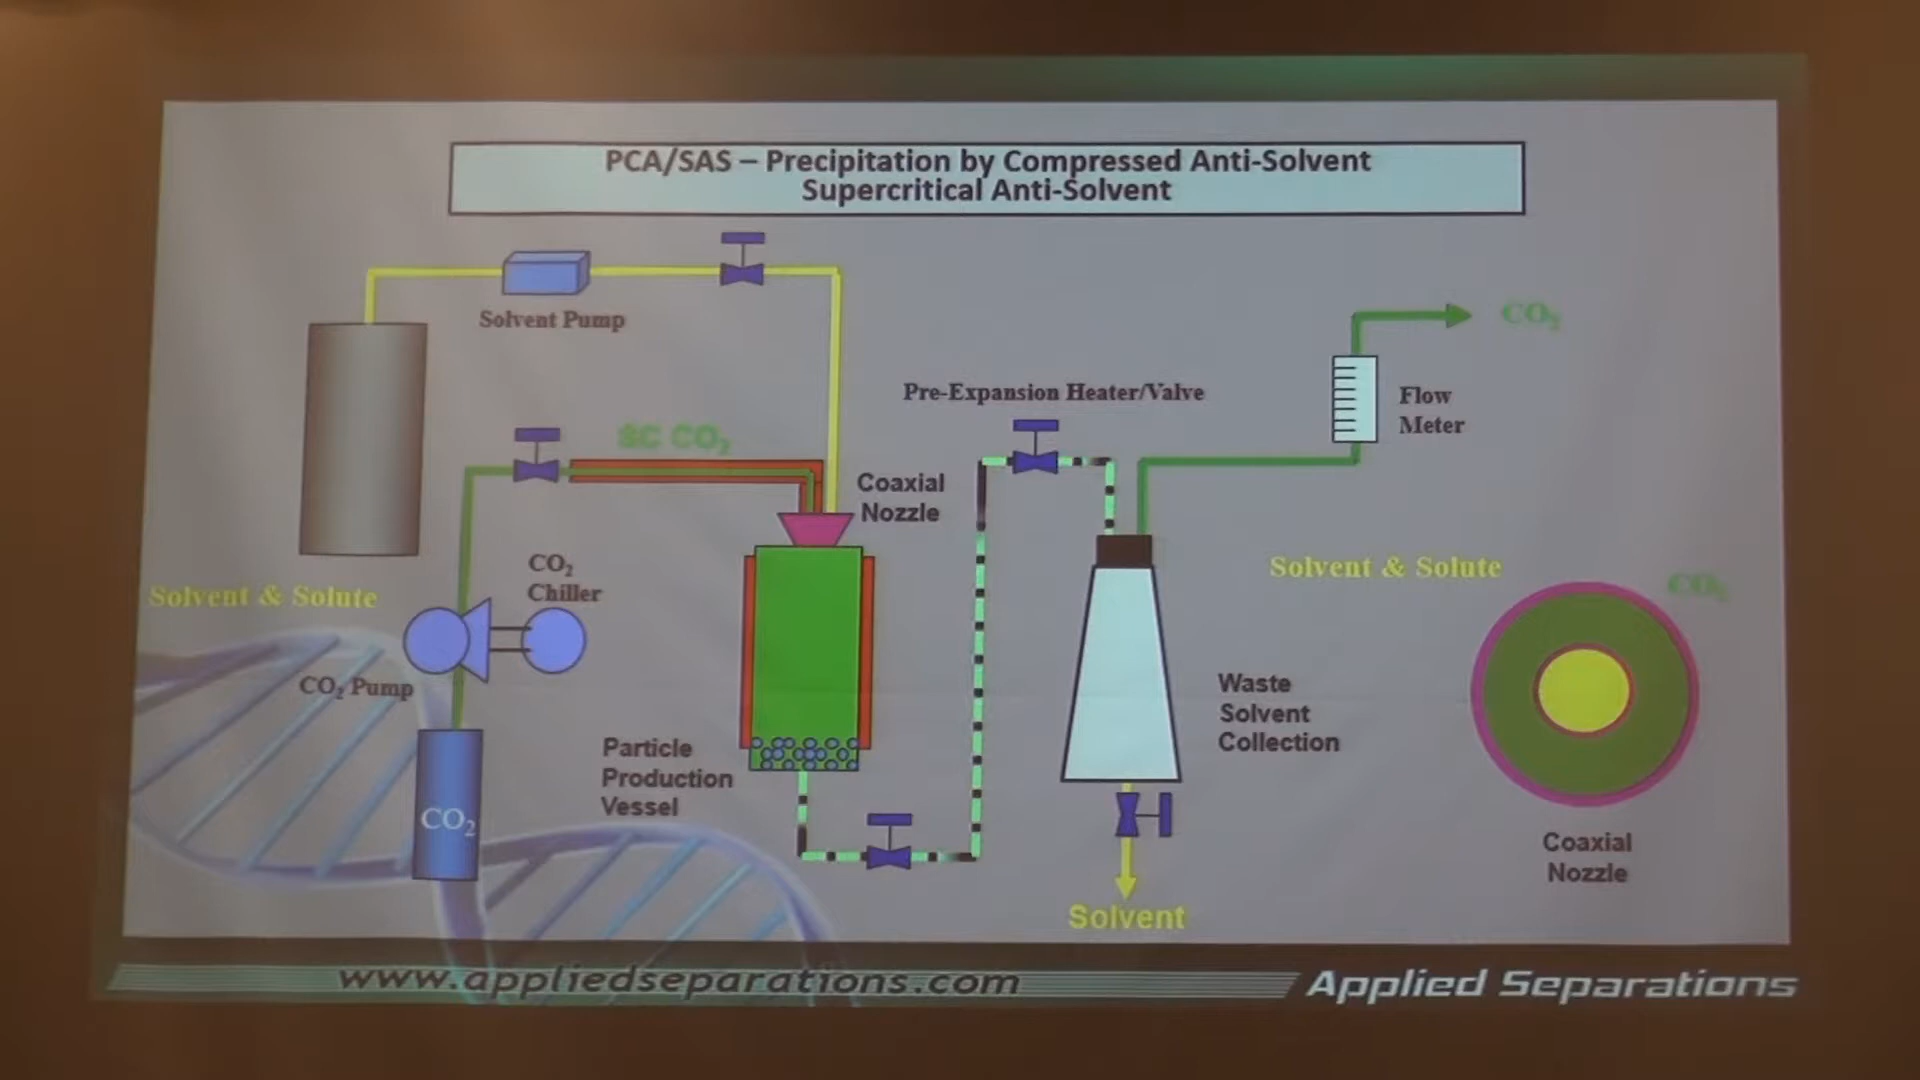 PCA/SAS – Precipitation by Compressed Anti-Solvent
Supercritical Anti-Solvent
Solvent Pump
CO₂
Pre-Expansion Heater/Valve
Flow
Meter
SC CO₂
Coaxial
Nozzle
CO₂
Chiller
Solvent & Solute
Solvent & Solute
CO₂
CO₂ Pump
Waste
Solvent
Collection
Particle
Production
Vessel
CO₂
Coaxial
Nozzle
Solvent
www.appliedseparations.com
Applied Separations